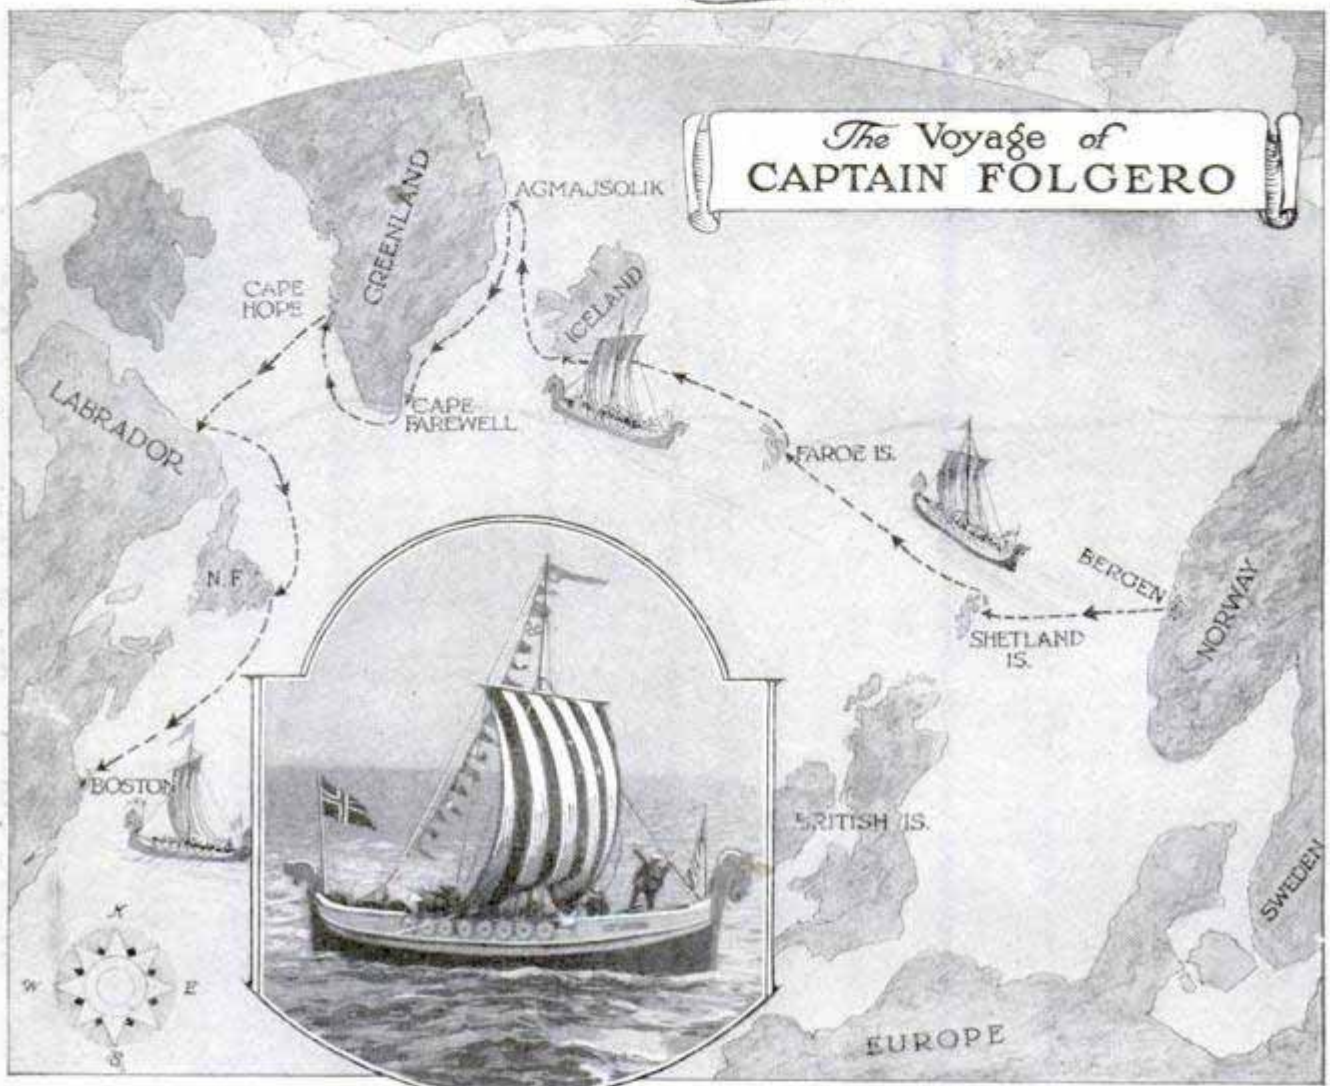 The Voyage of
CAPTAIN FOLGERO
AGMAJSOLIK
GREENLAND
CAPE
HOPE
ICELAND
LABRADOR
CAPE
FAREWELL
FAROE IS.
BERGEN
NORWAY
N.F.
SHETLAND
IS.
BOSTON
BRITISH IS.
SWEDEN
N
W
E
S
EUROPE